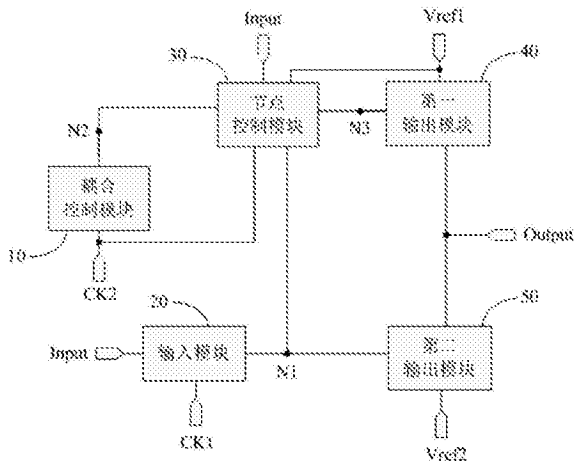 Input
Vref1
30
40
节点
控制模块
第一
输出模块
N2
N3
耦合
控制模块
10
CK2
Output
20
50
Input
输入模块
N1
第二
输出模块
CK1
Vref2